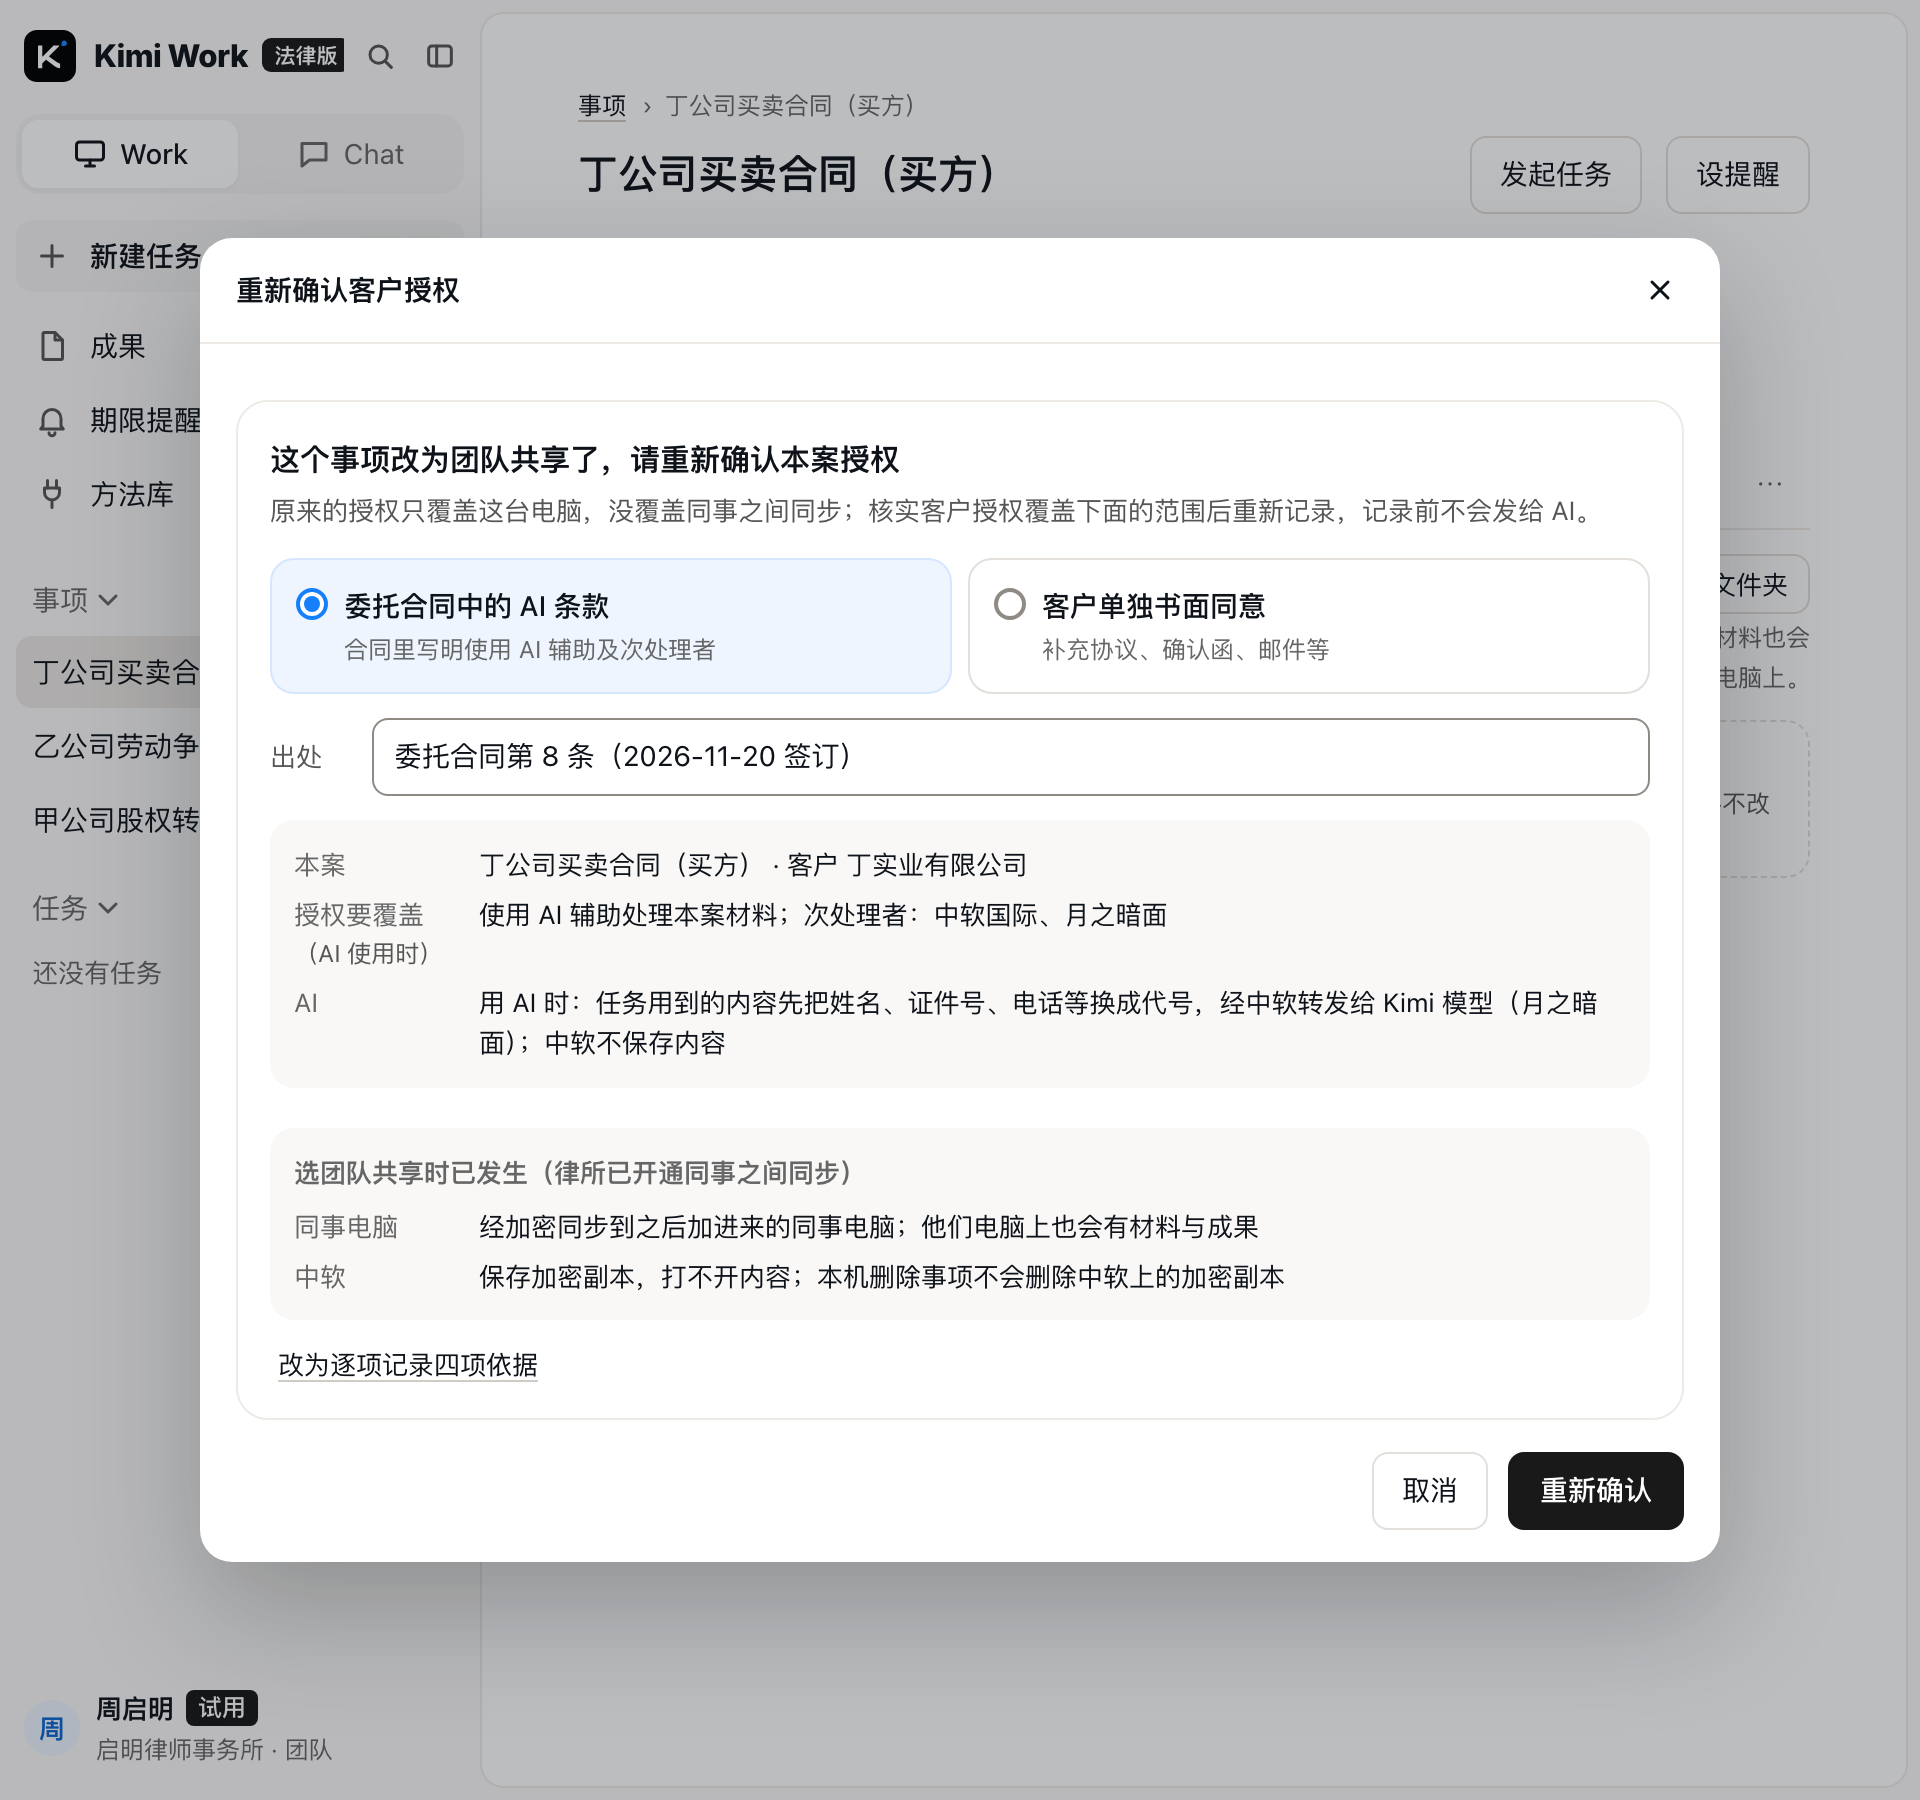 Kimi Work 法律版
Work
Chat
新建任务
成果
期限提醒
方法库
事项
丁公司买卖合
乙公司劳动争
甲公司股权转
任务
还没有任务
周
周启明 试用
启明律师事务所 · 团队
事项 › 丁公司买卖合同（买方）
丁公司买卖合同（买方）
发起任务
设提醒
···
文件夹
材料也会
电脑上。
不改
重新确认客户授权
这个事项改为团队共享了，请重新确认本案授权
原来的授权只覆盖这台电脑，没覆盖同事之间同步；核实客户授权覆盖下面的范围后重新记录，记录前不会发给 AI。
委托合同中的 AI 条款
合同里写明使用 AI 辅助及次处理者
客户单独书面同意
补充协议、确认函、邮件等
出处
委托合同第 8 条（2026-11-20 签订）
本案
丁公司买卖合同（买方） · 客户 丁实业有限公司
授权要覆盖
（AI 使用时）
使用 AI 辅助处理本案材料；次处理者：中软国际、月之暗面
AI
用 AI 时：任务用到的内容先把姓名、证件号、电话等换成代号，经中软转发给 Kimi 模型（月之暗
面）；中软不保存内容
选团队共享时已发生（律所已开通同事之间同步）
同事电脑
经加密同步到之后加进来的同事电脑；他们电脑上也会有材料与成果
中软
保存加密副本，打不开内容；本机删除事项不会删除中软上的加密副本
改为逐项记录四项依据
取消
重新确认